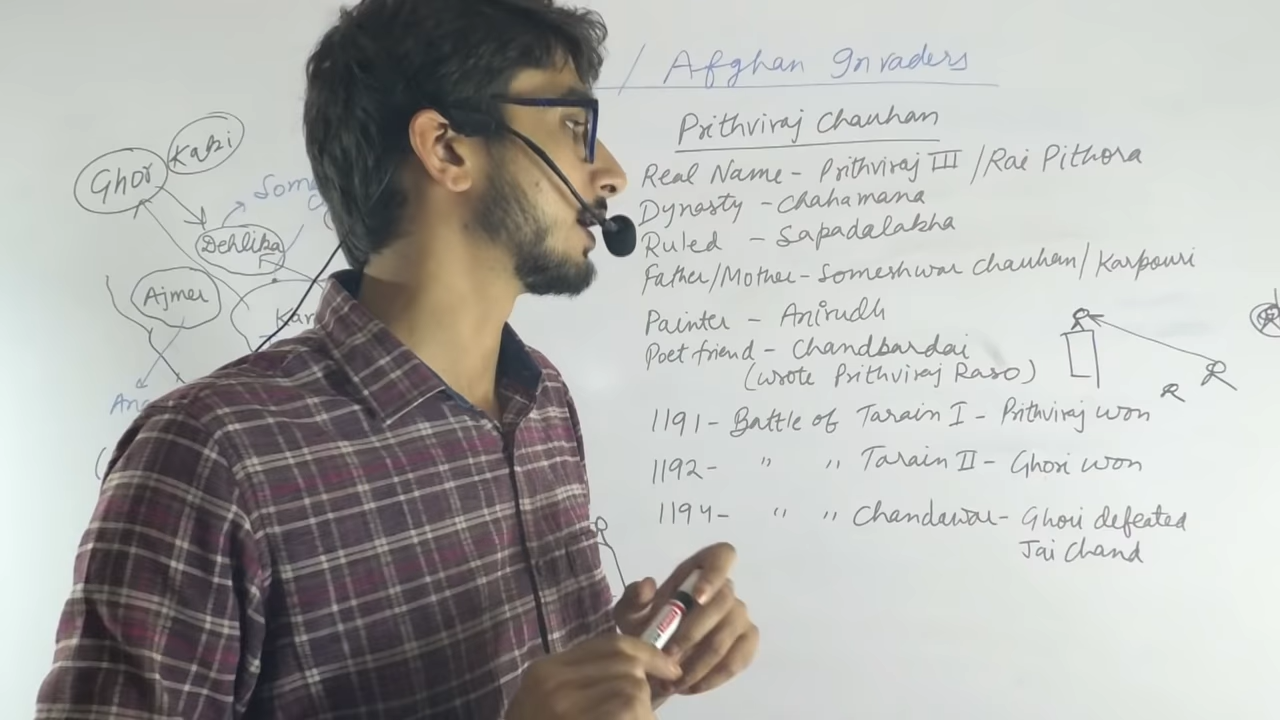 / Afghan Invaders
Prithviraj Chauhan
Real Name - Prithviraj III / Rai Pithora
Dynasty - Chahamana
Ruled - Sapadalakha
Father/Mother - Someshwar Chauhan/Karpouri
Painter - Anirudh
Poet friend - Chandbardai
(wrote Prithviraj Raso)
1191 - Battle of Tarain I - Prithviraj won
1192 - " " Tarain II - Ghori won
1194 - " " Chandawar - Ghori defeated
Jai Chand
Ghor
Dehlika
Ajmer